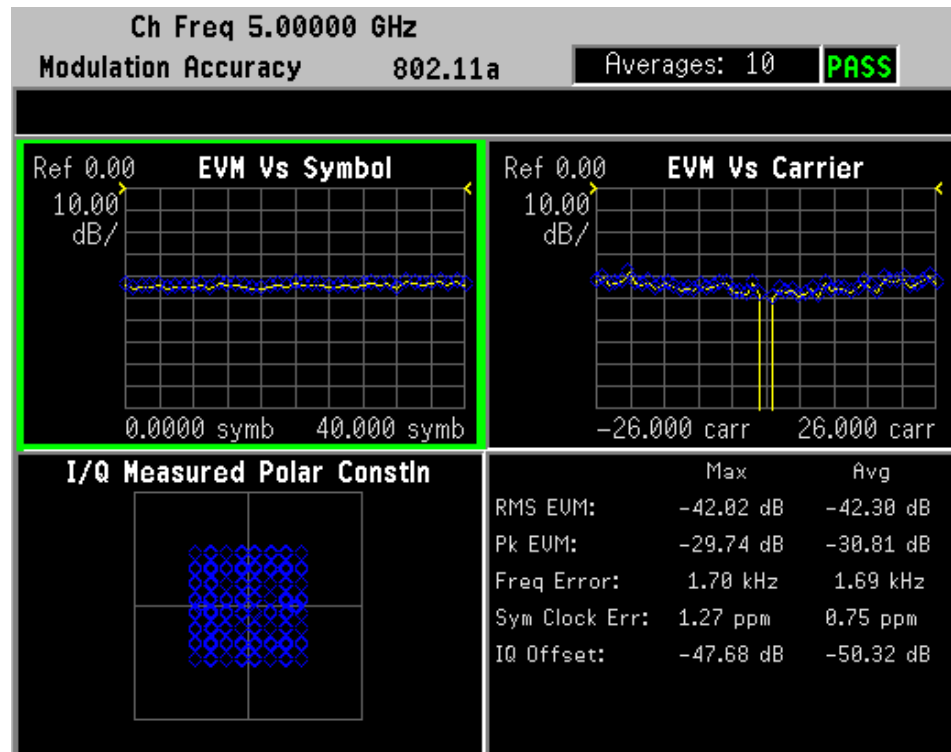 Ch Freq 5.00000 GHz
Modulation Accuracy 802.11a Averages: 10 PASS
Ref 0.00 EVM Vs Symbol
10.00
dB/
0.0000 symb 40.000 symb
Ref 0.00 EVM Vs Carrier
10.00
dB/
-26.000 carr 26.000 carr
I/Q Measured Polar Constln
Max Avg
RMS EVM: -42.02 dB -42.30 dB
Pk EVM: -29.74 dB -30.81 dB
Freq Error: 1.70 kHz 1.69 kHz
Sym Clock Err: 1.27 ppm 0.75 ppm
IQ Offset: -47.68 dB -50.32 dB